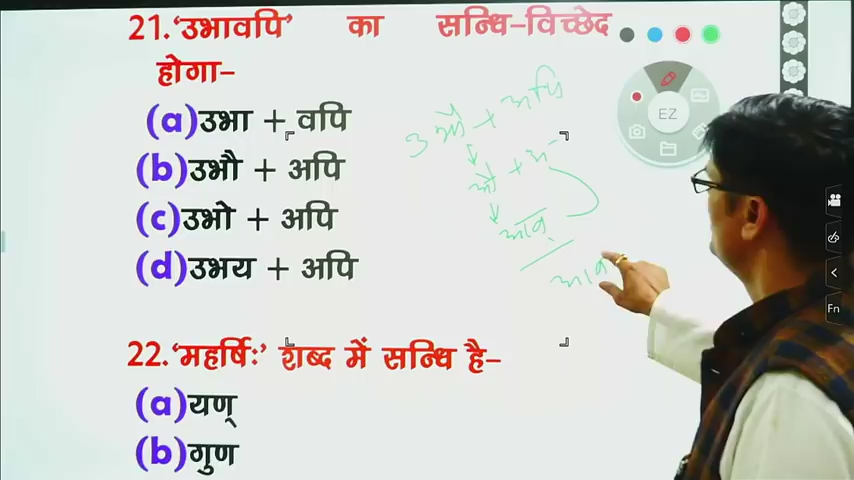 21.‘उभावपि’ का सन्धि–विच्छेद
होगा–
(a)उभा + वपि
(b)उभौ + अपि
(c)उभो + अपि
(d)उभय + अपि
उभौ + अपि
औ + अ
आव्
आव
22.‘महर्षिः’ शब्द में सन्धि है–
(a)यण्
(b)गुण
EZ
Fn